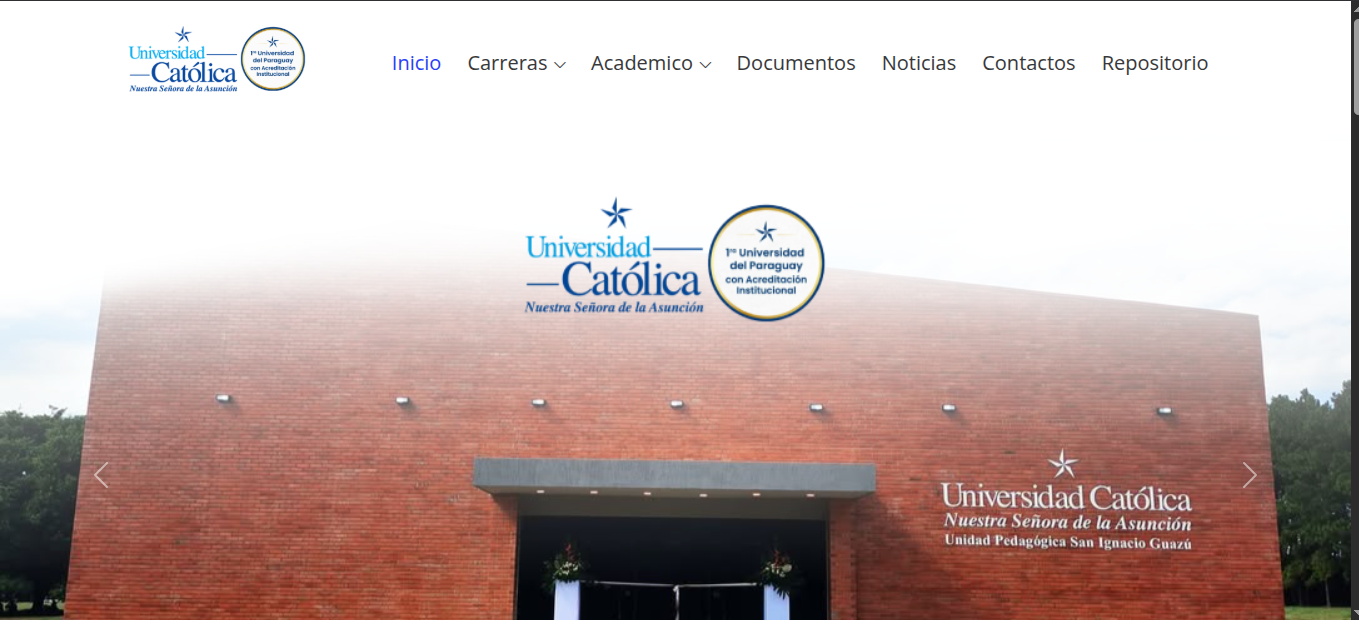 Universidad
Católica
Nuestra Señora de la Asunción
1ra Universidad
del Paraguay
con Acreditación
Institucional
Inicio
Carreras
Academico
Documentos
Noticias
Contactos
Repositorio
Universidad
Católica
Nuestra Señora de la Asunción
1ra Universidad
del Paraguay
con Acreditación
Institucional
Universidad Católica
Nuestra Señora de la Asunción
Unidad Pedagógica San Ignacio Guazú